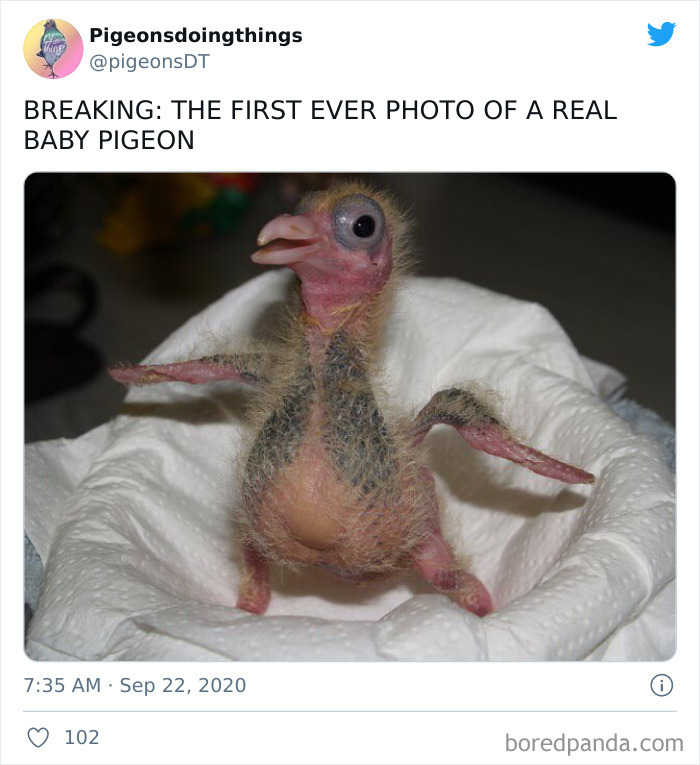 Pigeonsdoingthings
@pigeonsDT
BREAKING: THE FIRST EVER PHOTO OF A REAL
BABY PIGEON
7:35 AM · Sep 22, 2020
102
boredpanda.com